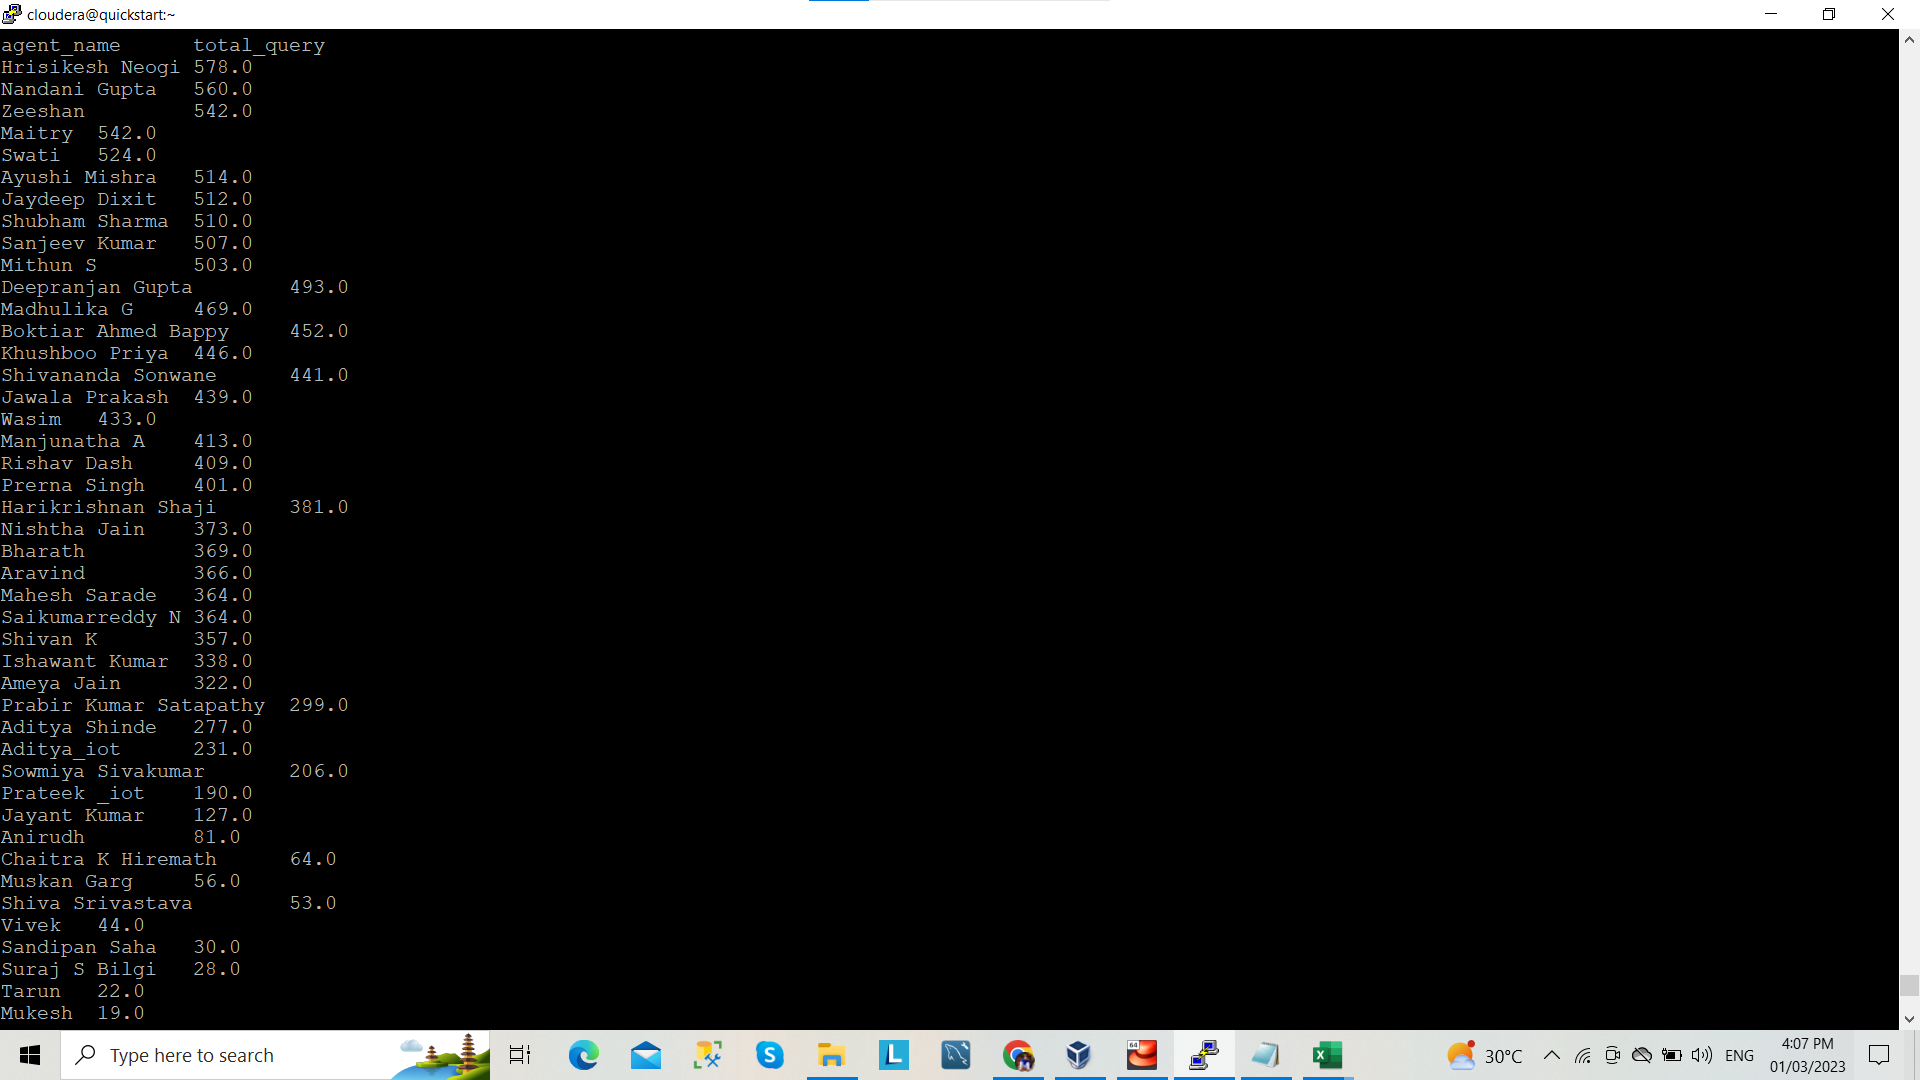 cloudera@quickstart:~
agent_name total_query
Hrisikesh Neogi 578.0
Nandani Gupta 560.0
Zeeshan 542.0
Maitry 542.0
Swati 524.0
Ayushi Mishra 514.0
Jaydeep Dixit 512.0
Shubham Sharma 510.0
Sanjeev Kumar 507.0
Mithun S 503.0
Deepranjan Gupta 493.0
Madhulika G 469.0
Boktiar Ahmed Bappy 452.0
Khushboo Priya 446.0
Shivananda Sonwane 441.0
Jawala Prakash 439.0
Wasim 433.0
Manjunatha A 413.0
Rishav Dash 409.0
Prerna Singh 401.0
Harikrishnan Shaji 381.0
Nishtha Jain 373.0
Bharath 369.0
Aravind 366.0
Mahesh Sarade 364.0
Saikumarreddy N 364.0
Shivan K 357.0
Ishawant Kumar 338.0
Ameya Jain 322.0
Prabir Kumar Satapathy 299.0
Aditya Shinde 277.0
Aditya_iot 231.0
Sowmiya Sivakumar 206.0
Prateek _iot 190.0
Jayant Kumar 127.0
Anirudh 81.0
Chaitra K Hiremath 64.0
Muskan Garg 56.0
Shiva Srivastava 53.0
Vivek 44.0
Sandipan Saha 30.0
Suraj S Bilgi 28.0
Tarun 22.0
Mukesh 19.0
Type here to search
L
64
30°C
ENG
4:07 PM
01/03/2023